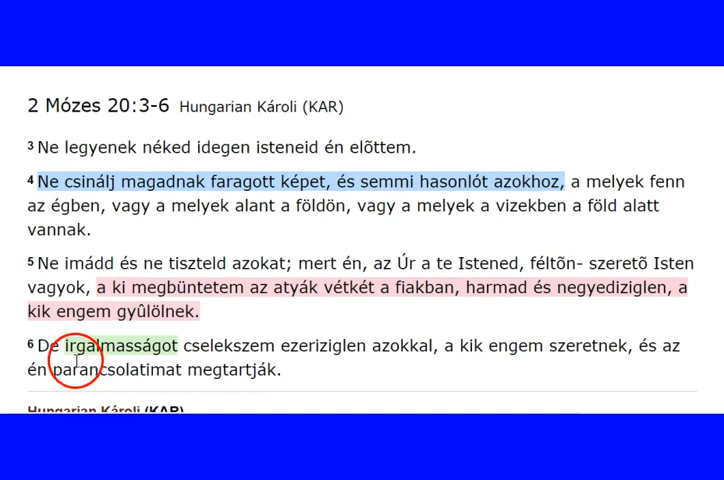 2 Mózes 20:3-6 Hungarian Károli (KAR)
3 Ne legyenek néked idegen isteneid én elõttem.
4 Ne csinálj magadnak faragott képet, és semmi hasonlót azokhoz, a melyek fenn
az égben, vagy a melyek alant a földön, vagy a melyek a vizekben a föld alatt
vannak.
5 Ne imádd és ne tiszteld azokat; mert én, az Úr a te Istened, féltõn- szeretõ Isten
vagyok, a ki megbüntetem az atyák vétkét a fiakban, harmad és negyediziglen, a
kik engem gyûlölnek.
6 De irgalmasságot cselekszem ezeriziglen azokkal, a kik engem szeretnek, és az
én parancsolatimat megtartják.
Hungarian Károli (KAR)